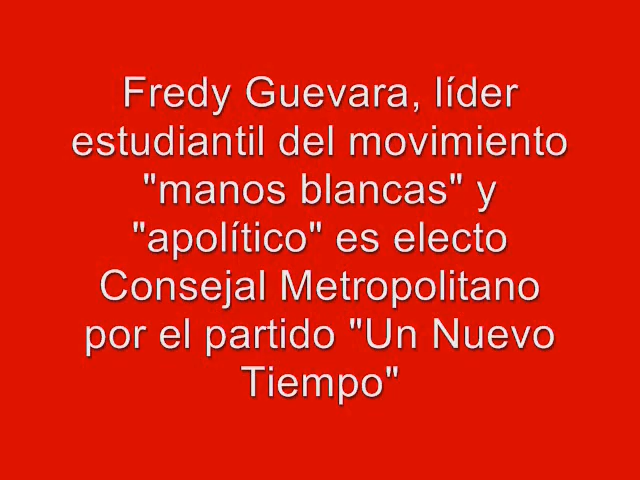 Fredy Guevara, líder
estudiantil del movimiento
"manos blancas" y
"apolítico" es electo
Consejal Metropolitano
por el partido "Un Nuevo
Tiempo"